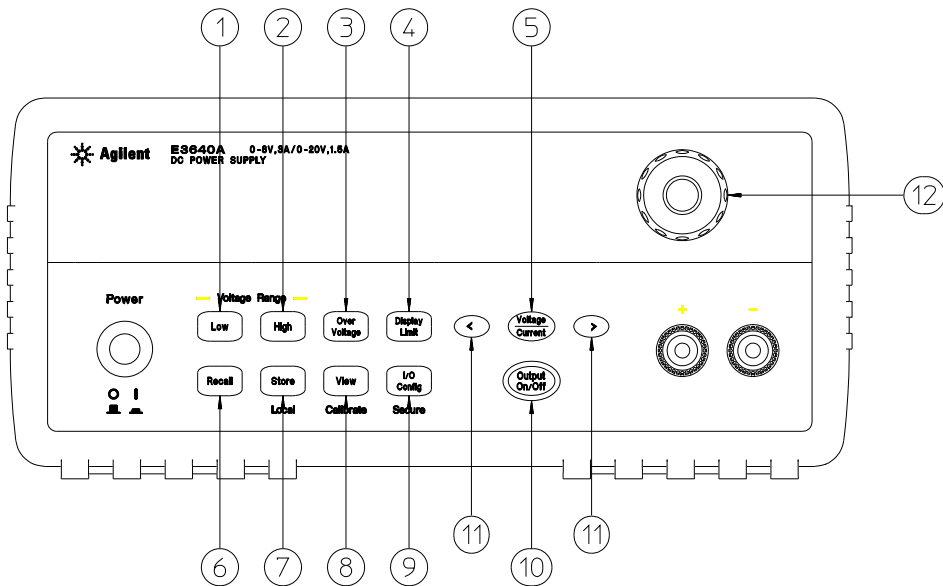 1 2 3 4 5
Agilent E3640A 0-8V,3A/0-20V,1.5A
DC POWER SUPPLY
12
Power
Voltage Range
+ -
Low High Over Voltage Display Limit < Voltage Current >
Recall Store View I/O Config Output On/Off
O I
Local Calibrate Secure
11 11
6 7 8 9 10